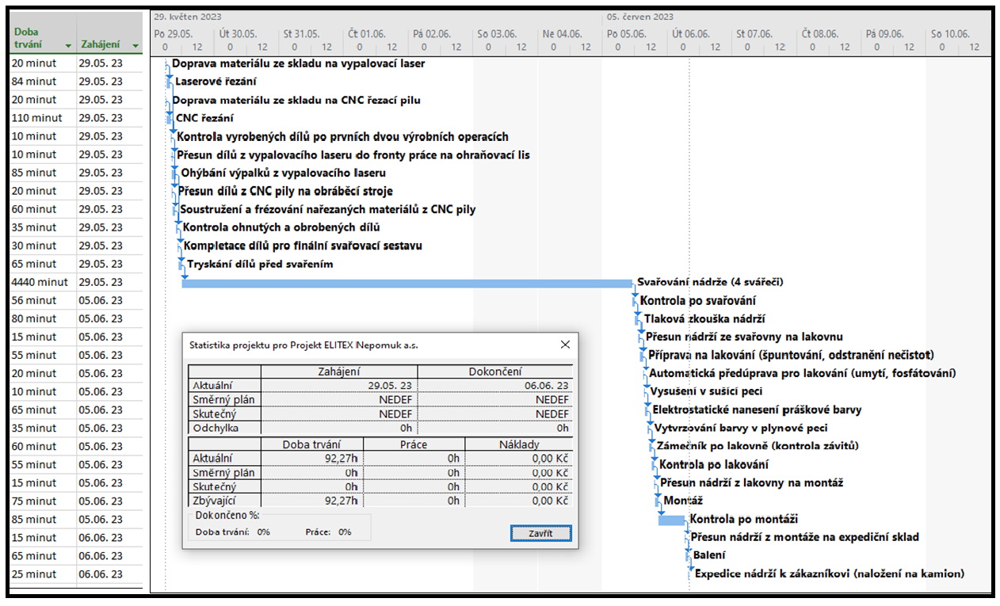 29. květen 2023 05. červen 2023
Doba trvání Zahájení Po 29.05. Út 30.05. St 31.05. Čt 01.06. Pá 02.06. So 03.06. Ne 04.06. Po 05.06. Út 06.06. St 07.06. Čt 08.06. Pá 09.06. So 10.06.
0 12 0 12 0 12 0 12 0 12 0 12 0 12 0 12 0 12 0 12 0 12 0 12 0 12
20 minut 29.05. 23 Doprava materiálu ze skladu na vypalovací laser
84 minut 29.05. 23 Laserové řezání
20 minut 29.05. 23 Doprava materiálu ze skladu na CNC řezací pilu
110 minut 29.05. 23 CNC řezání
10 minut 29.05. 23 Kontrola vyrobených dílů po prvních dvou výrobních operacích
10 minut 29.05. 23 Přesun dílů z vypalovacího laseru do fronty práce na ohraňovací lis
85 minut 29.05. 23 Ohýbání výpalků z vypalovacího laseru
20 minut 29.05. 23 Přesun dílů z CNC pily na obráběcí stroje
60 minut 29.05. 23 Soustružení a frézování nařezaných materiálů z CNC pily
35 minut 29.05. 23 Kontrola ohnutých a obrobených dílů
30 minut 29.05. 23 Kompletace dílů pro finální svařovací sestavu
65 minut 29.05. 23 Tryskání dílů před svařením
4440 minut 29.05. 23 Svařování nádrže (4 svářeči)
56 minut 05.06. 23 Kontrola po svařování
80 minut 05.06. 23 Tlaková zkouška nádrží
15 minut 05.06. 23 Přesun nádrží ze svařovny na lakovnu
55 minut 05.06. 23 Příprava na lakování (špuntování, odstranění nečistot)
20 minut 05.06. 23 Automatická předúprava pro lakování (umytí, fosfátování)
10 minut 05.06. 23 Vysušení v sušící peci
65 minut 05.06. 23 Elektrostatické nanesení práškové barvy
35 minut 05.06. 23 Vytvrzování barvy v plynové peci
60 minut 05.06. 23 Zámečník po lakovně (kontrola závitů)
55 minut 05.06. 23 Kontrola po lakování
15 minut 05.06. 23 Přesun nádrží z lakovny na montáž
75 minut 05.06. 23 Montáž
85 minut 05.06. 23 Kontrola po montáži
15 minut 06.06. 23 Přesun nádrží z montáže na expediční sklad
65 minut 06.06. 23 Balení
25 minut 06.06. 23 Expedice nádrží k zákazníkovi (naložení na kamion)
Statistika projektu pro Projekt ELITEX Nepomuk a.s.
Zahájení Dokončení
Aktuální 29.05. 23 06.06. 23
Směrný plán NEDEF NEDEF
Skutečný NEDEF NEDEF
Odchylka 0h 0h
Doba trvání Práce Náklady
Aktuální 92,27h 0h 0,00 Kč
Směrný plán 0h 0h 0,00 Kč
Skutečný 0h 0h 0,00 Kč
Zbývající 92,27h 0h 0,00 Kč
Dokončeno %:
Doba trvání: 0% Práce: 0% Zavřít